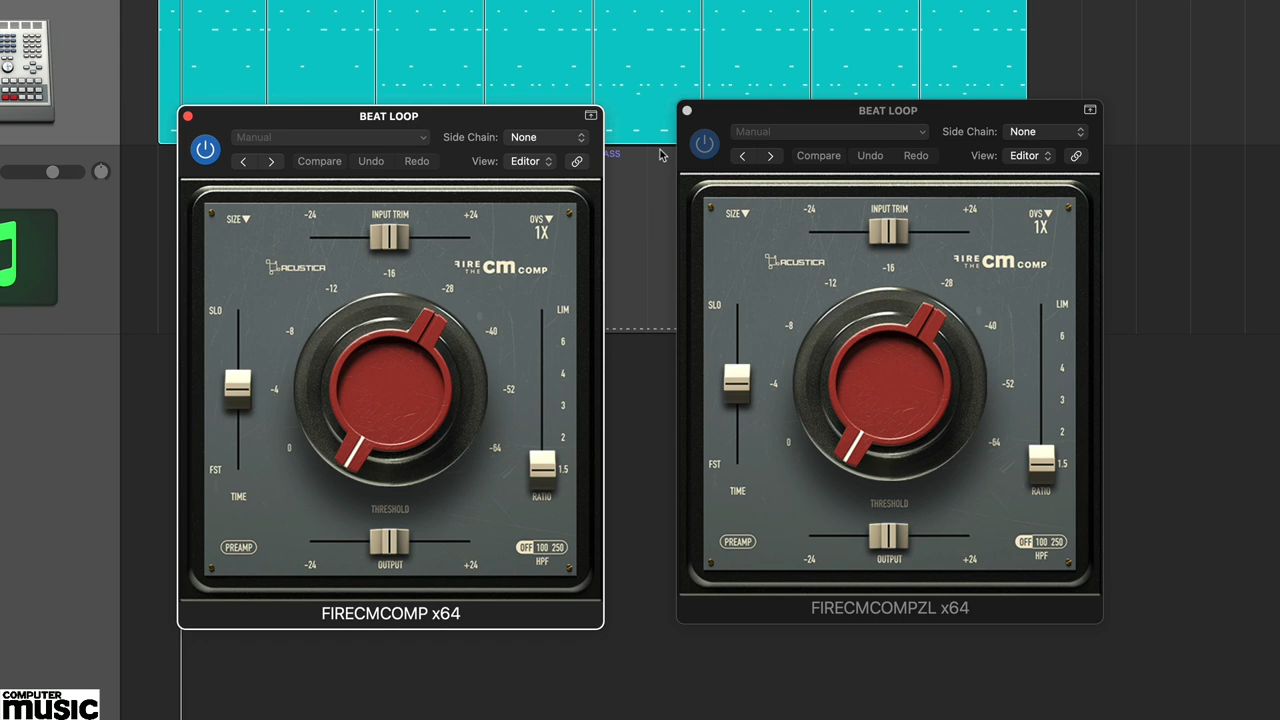 BEAT LOOP
Manual
Side Chain: None
Compare Undo Redo View: Editor
SIZE
-24 INPUT TRIM +24
OVS
1X
ACUSTICA
FIRE THE cm COMP
-16
-12 -28
-8 -40
-4 -52
0 -64
SLO
FST
TIME
LIM
6
4
3
2
1.5
RATIO
THRESHOLD
PREAMP
-24 OUTPUT +24
OFF 100 250
HPF
FIRECMCOMP x64
ASS
BEAT LOOP
Manual
Side Chain: None
Compare Undo Redo View: Editor
SIZE
-24 INPUT TRIM +24
OVS
1X
ACUSTICA
FIRE THE cm COMP
-16
-12 -28
-8 -40
-4 -52
0 -64
SLO
FST
TIME
LIM
6
4
3
2
1.5
RATIO
THRESHOLD
PREAMP
-24 OUTPUT +24
OFF 100 250
HPF
FIRECMCOMPZL x64
COMPUTER
music